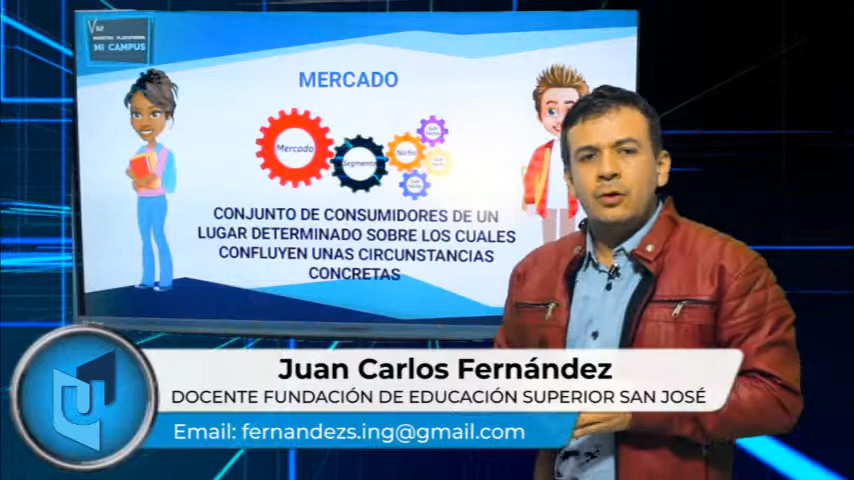 MI CAMPUS
MERCADO
Mercado
Segmento
Nicho
CONJUNTO DE CONSUMIDORES DE UN
LUGAR DETERMINADO SOBRE LOS CUALES
CONFLUYEN UNAS CIRCUNSTANCIAS
CONCRETAS
Juan Carlos Fernández
DOCENTE FUNDACIÓN DE EDUCACIÓN SUPERIOR SAN JOSÉ
Email: fernandezs.ing@gmail.com